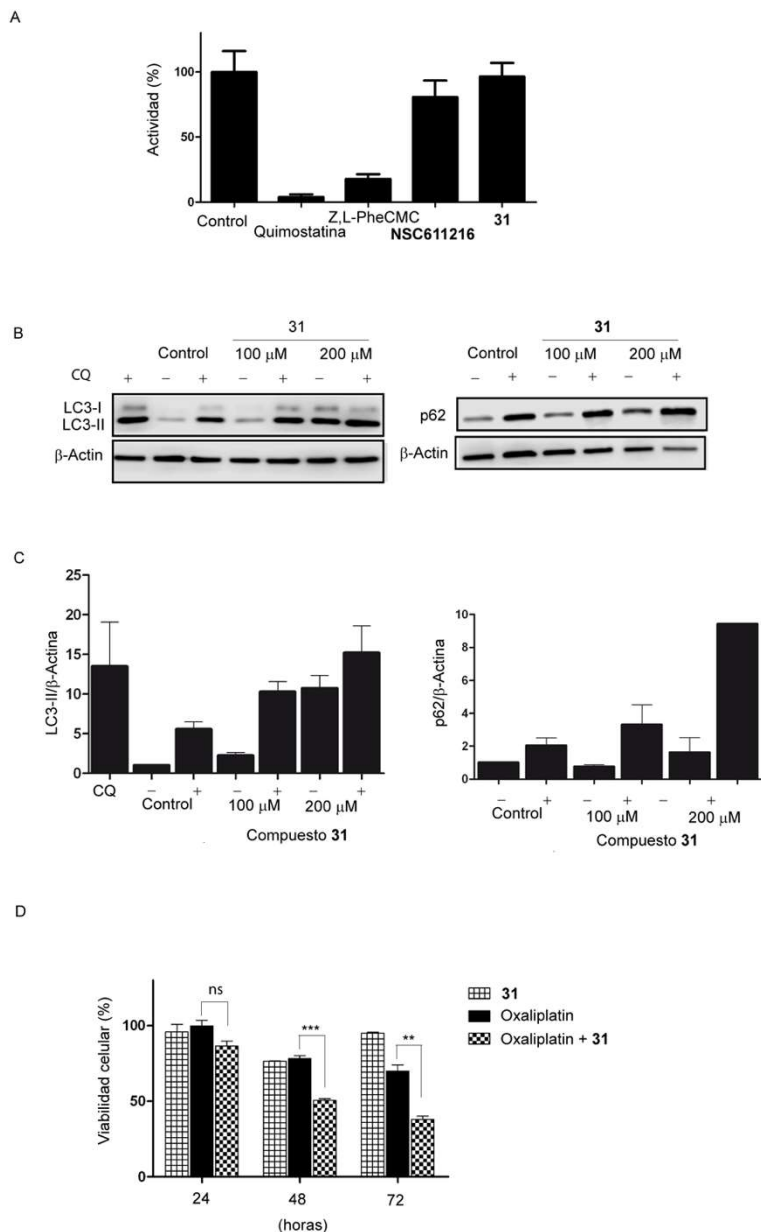 A
Actividad (%)
100
50
0
Control
Quimostatina
Z,L-PheCMC
NSC611216
31
B
31
Control 100 µM 200 µM
CQ + − + − + − +
LC3-I
LC3-II
β-Actin
31
Control 100 µM 200 µM
− + − + − +
p62
β-Actin
C
LC3-II/β-Actina
25
20
15
10
5
0
CQ − + − + − +
Control 100 µM 200 µM
Compuesto 31
p62/β-Actina
10
8
6
4
2
0
− + − + − +
Control 100 µM 200 µM
Compuesto 31
D
Viabilidad celular (%)
100
50
0
ns
***
**
24 48 72
(horas)
31
Oxaliplatin
Oxaliplatin + 31